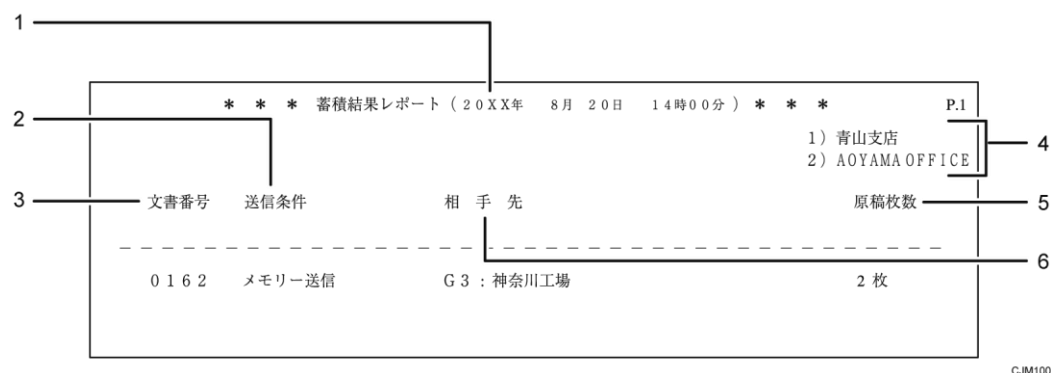 1
* * * 蓄積結果レポート（20XX年 8月 20日 14時00分）* * * P.1
2
1）青山支店
4
2）AOYAMA OFFICE
3 文書番号 送信条件 相 手 先 原稿枚数 5
6
0162 メモリー送信 G3：神奈川工場 2 枚
CJM100